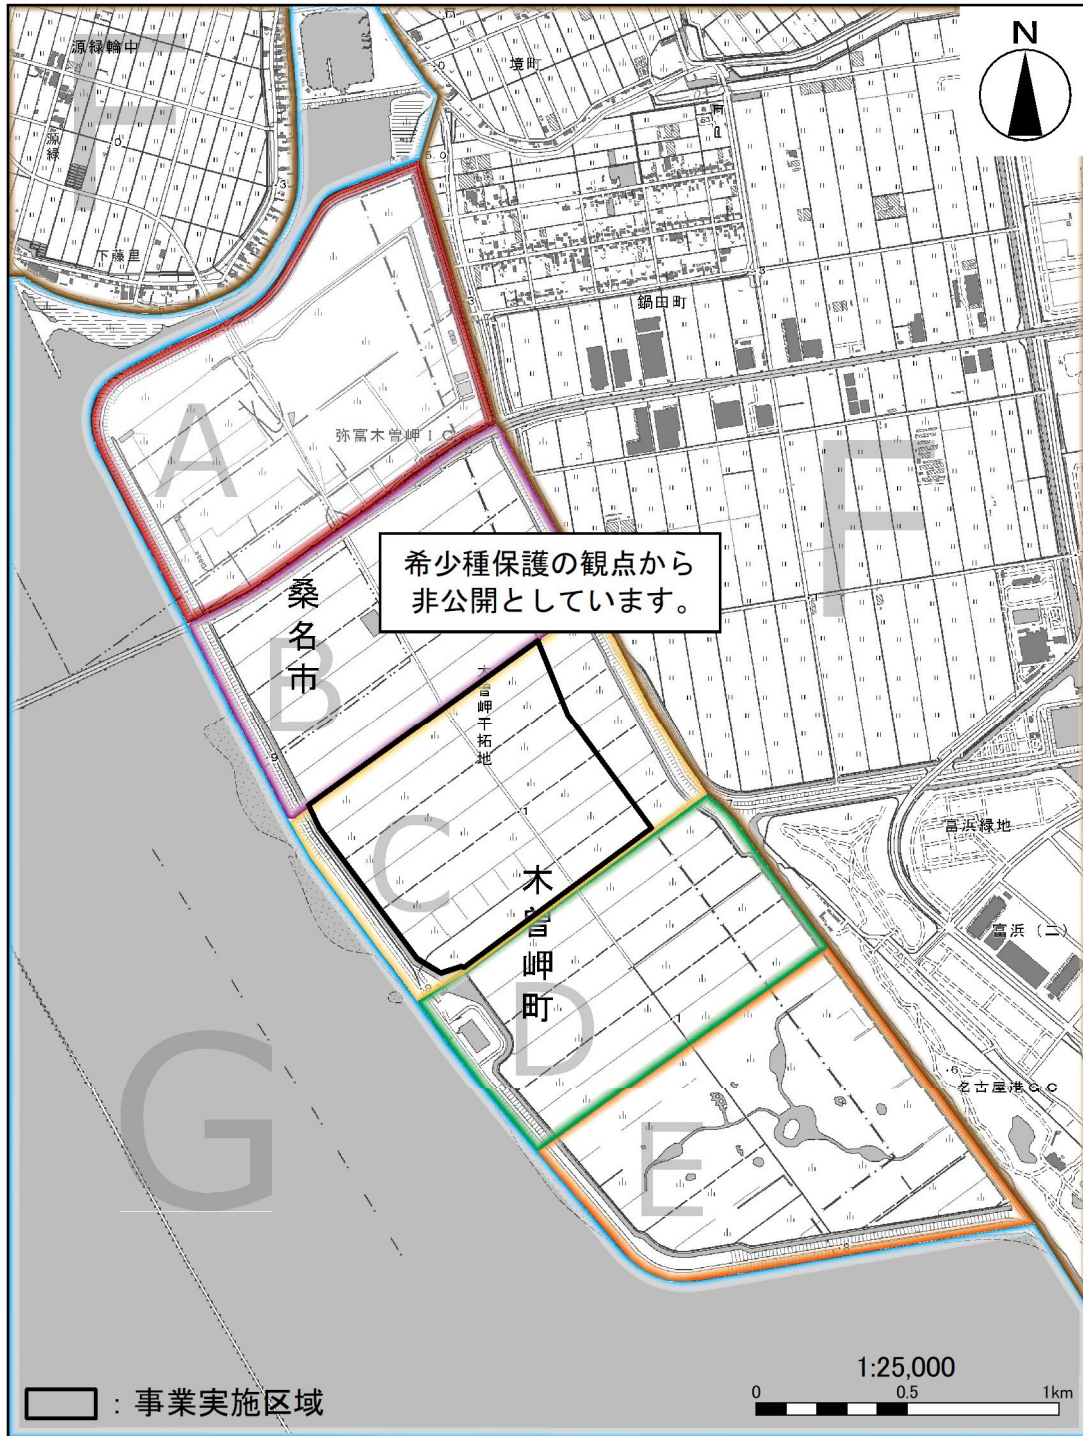 源緑輪中
源緑
下藤里
境町
N
F
鍋田町
弥富木曽岬IC
A
希少種保護の観点から
非公開としています。
桑名市
B
F
木曽岬干拓地
C
木曽岬町
D
富浜緑地
富浜(二)
名古屋港GC
E
G
1:25,000
0 0.5 1km
:事業実施区域